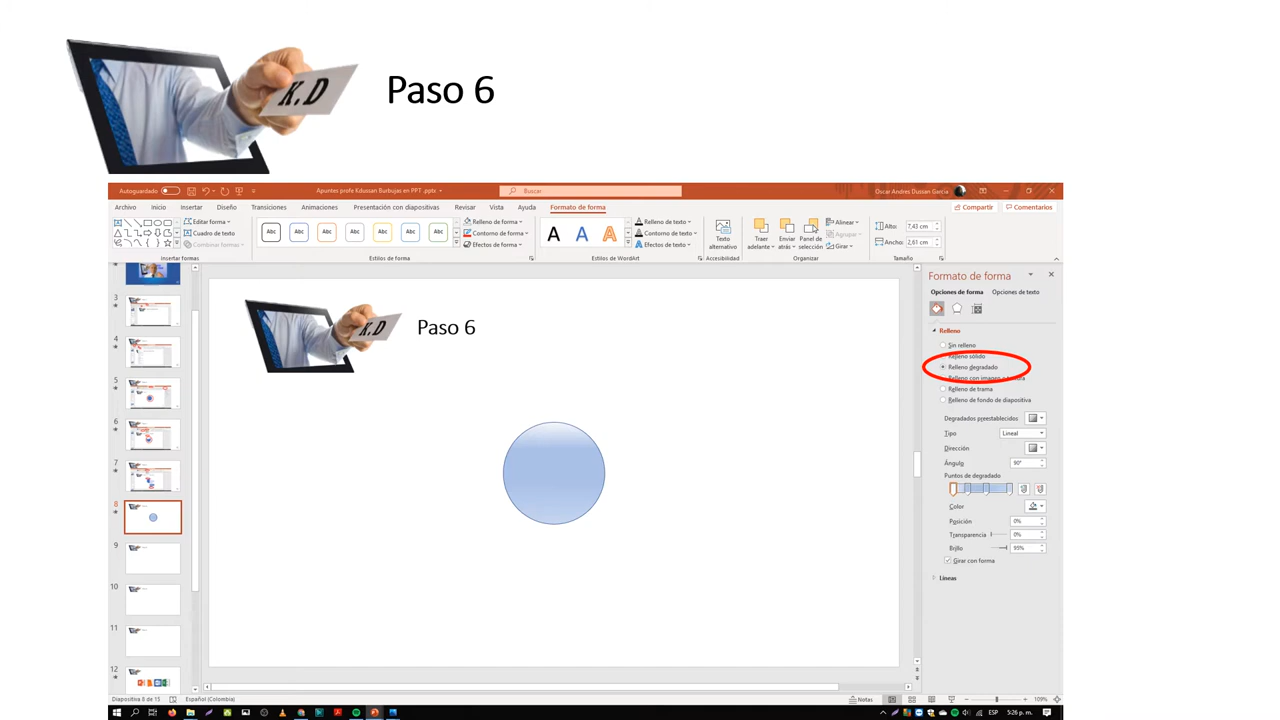 K.D
Paso 6
Autoguardado
Apuntes profe Kdussan Burbujas en PPT .pptx
Buscar
Oscar Andres Dussan Garcia
Archivo Inicio Insertar Diseño Transiciones Animaciones Presentación con diapositivas Revisar Vista Ayuda Formato de forma
Compartir Comentarios
Editar forma
Cuadro de texto
Combinar formas
Insertar formas
Abc Abc Abc Abc Abc Abc Abc
Relleno de forma
Contorno de forma
Efectos de forma
Estilos de forma
A A A
Relleno de texto
Contorno de texto
Efectos de texto
Estilos de WordArt
Texto
alternativo
Accesibilidad
Traer
adelante
Enviar
atrás
Panel de
selección
Alinear
Agrupar
Girar
Organizar
Alto: 7,43 cm
Ancho: 2,61 cm
Tamaño
3
4
5
6
7
8
9
10
11
12
K.D
Paso 6
Formato de forma
Opciones de forma Opciones de texto
Relleno
Sin relleno
Relleno sólido
Relleno degradado
Relleno de trama
Relleno de fondo de diapositiva
Degradados preestablecidos
Tipo Lineal
Dirección
Ángulo 90°
Puntos de degradado
Color
Posición 0%
Transparencia 0%
Brillo 95%
Girar con forma
Líneas
Diapositiva 8 de 15 Español (Colombia)
Notas
109%
ESP 5:26 p. m.